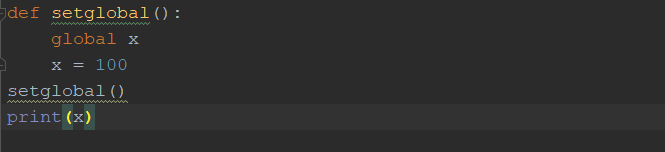 def setglobal():
    global x
    x = 100
setglobal()
print(x)